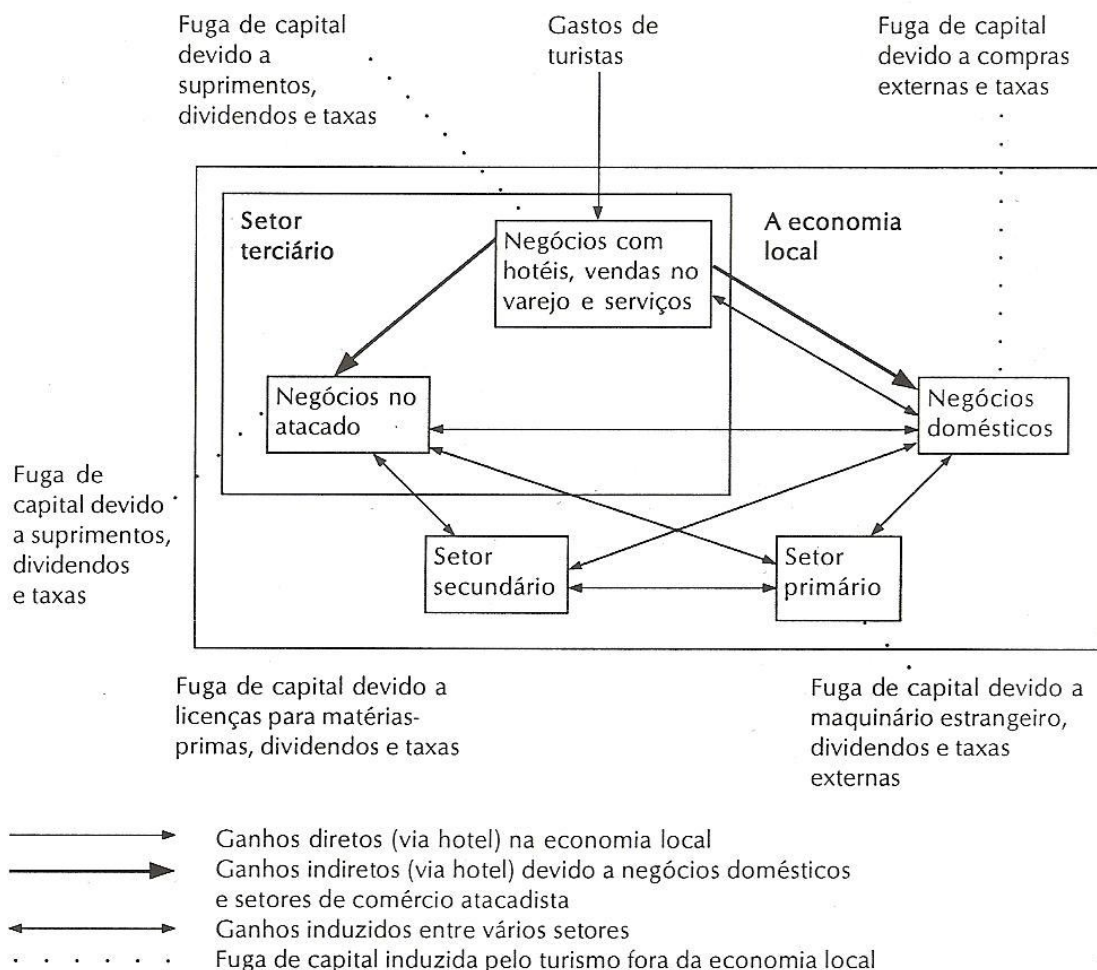 Fuga de capital
devido a
suprimentos,
dividendos e taxas
Gastos de
turistas
Fuga de capital
devido a compras
externas e taxas
Setor
terciário
Negócios com
hotéis, vendas no
varejo e serviços
A economia
local
Negócios no
atacado
Negócios
domésticos
Fuga de
capital devido
a suprimentos,
dividendos
e taxas
Setor
secundário
Setor
primário
Fuga de capital devido a
licenças para matérias-
primas, dividendos e taxas
Fuga de capital devido a
maquinário estrangeiro,
dividendos e taxas
externas
Ganhos diretos (via hotel) na economia local
Ganhos indiretos (via hotel) devido a negócios domésticos
e setores de comércio atacadista
Ganhos induzidos entre vários setores
Fuga de capital induzida pelo turismo fora da economia local